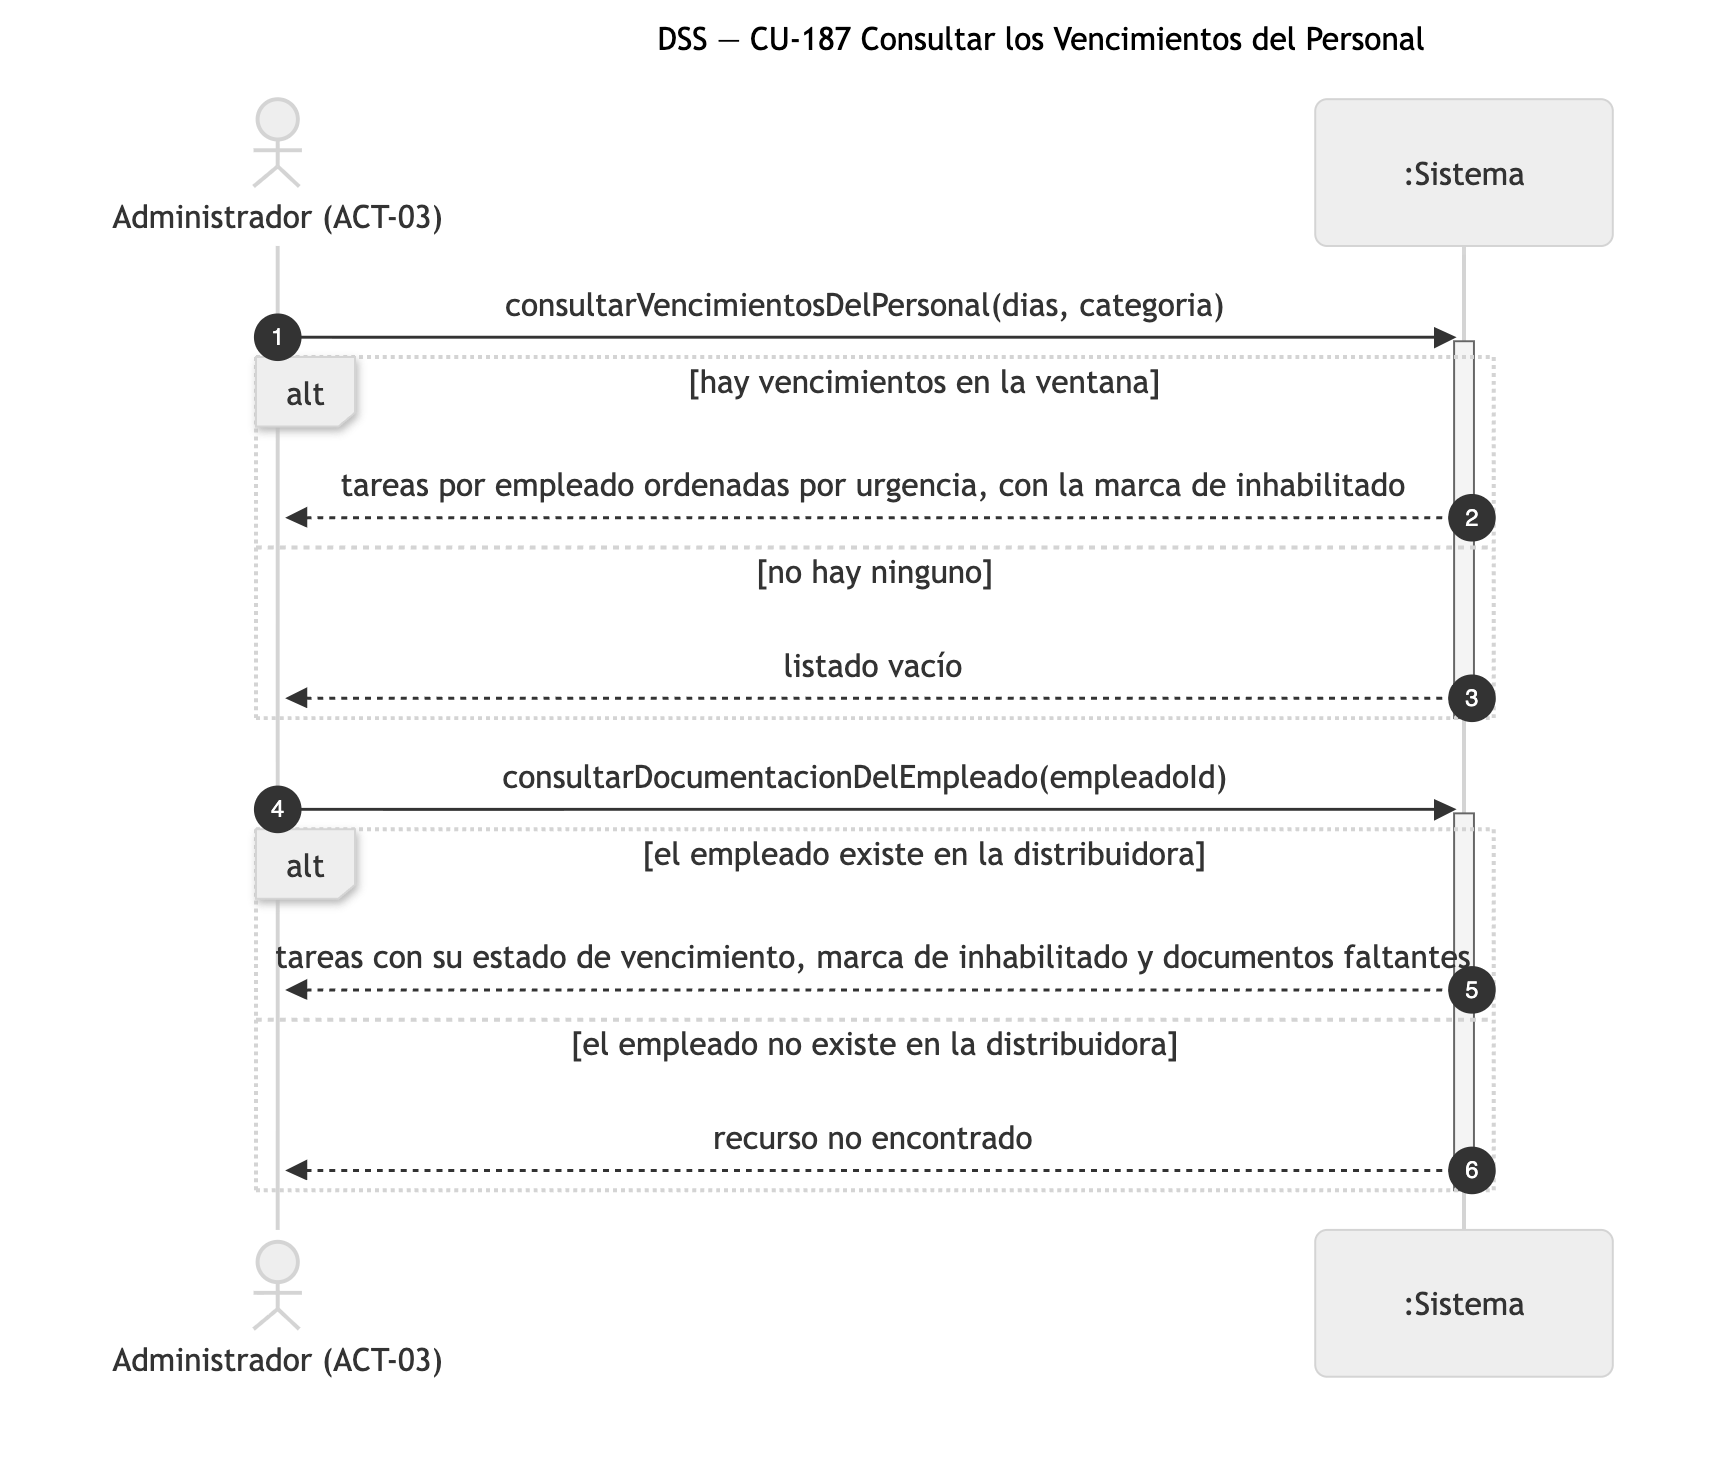 DSS — CU-187 Consultar los Vencimientos del Personal
Administrador (ACT-03)
:Sistema
consultarVencimientosDelPersonal(dias, categoria)
1
alt
[hay vencimientos en la ventana]
tareas por empleado ordenadas por urgencia, con la marca de inhabilitado
2
[no hay ninguno]
listado vacío
3
consultarDocumentacionDelEmpleado(empleadoId)
4
alt
[el empleado existe en la distribuidora]
tareas con su estado de vencimiento, marca de inhabilitado y documentos faltantes
5
[el empleado no existe en la distribuidora]
recurso no encontrado
6
Administrador (ACT-03)
:Sistema